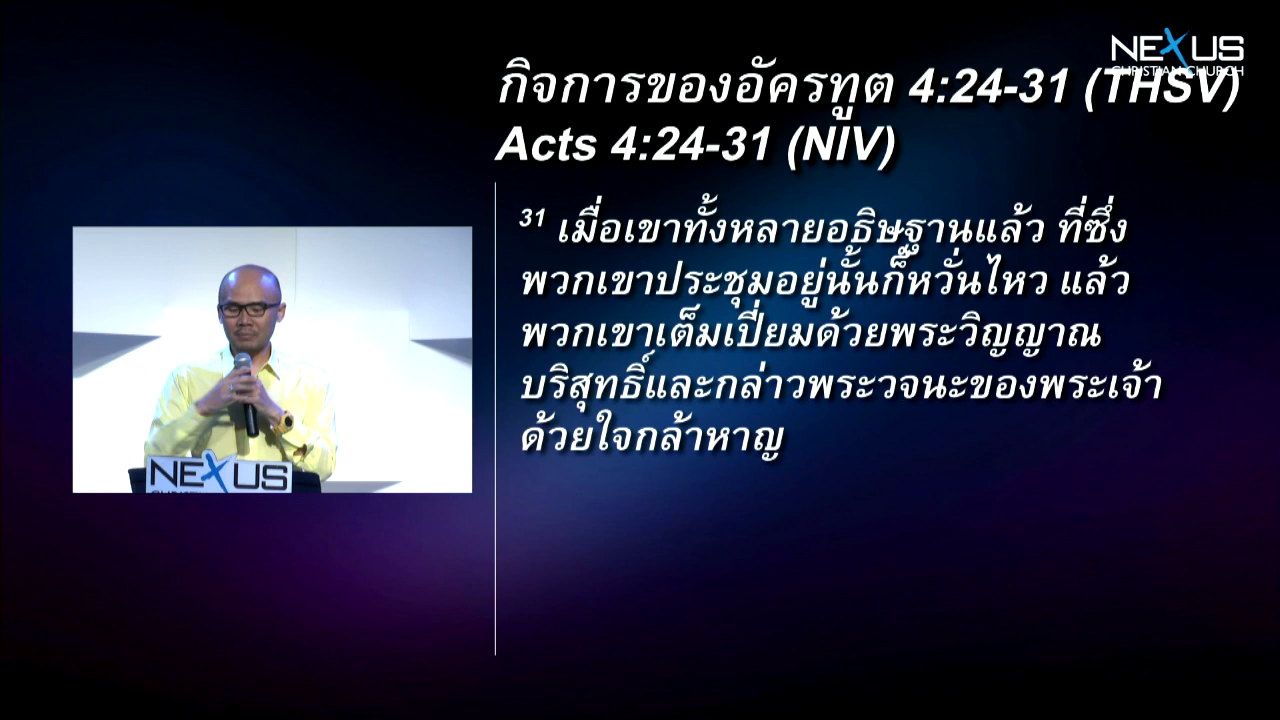 NEXUS
CHRISTIAN CHURCH
กิจการของอัครทูต 4:24-31 (THSV)
Acts 4:24-31 (NIV)
31 เมื่อเขาทั้งหลายอธิษฐานแล้ว ที่ซึ่ง
พวกเขาประชุมอยู่นั้นก็หวั่นไหว แล้ว
พวกเขาเต็มเปี่ยมด้วยพระวิญญาณ
บริสุทธิ์และกล่าวพระวจนะของพระเจ้า
ด้วยใจกล้าหาญ
NEXUS